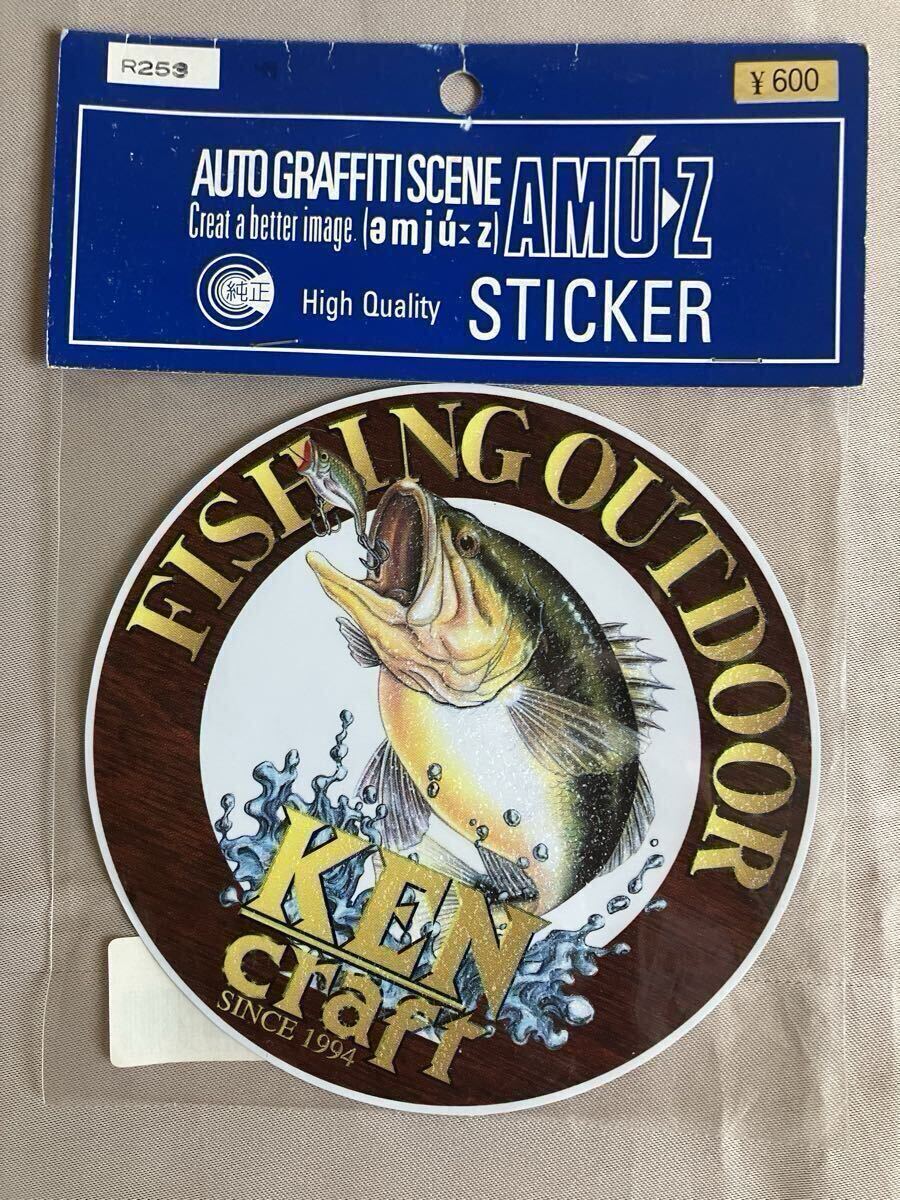 R253
¥600
AUTO GRAFFITI SCENE AMÚ·Z
Creat a better image. (əmjú:z)
純正
High Quality STICKER
FISHING OUTDOOR
KEN
craft
SINCE 1994